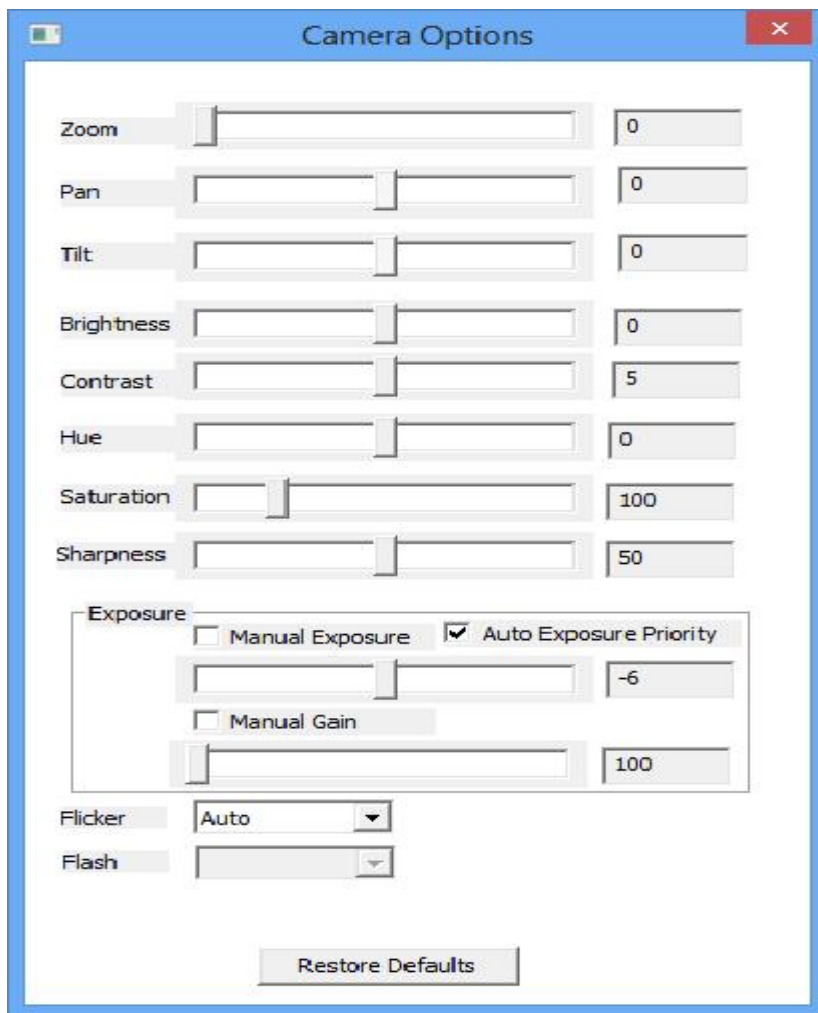 Camera Options
Zoom 0
Pan 0
Tilt 0
Brightness 0
Contrast 5
Hue 0
Saturation 100
Sharpness 50
Exposure
Manual Exposure Auto Exposure Priority
-6
Manual Gain
100
Flicker Auto
Flash
Restore Defaults